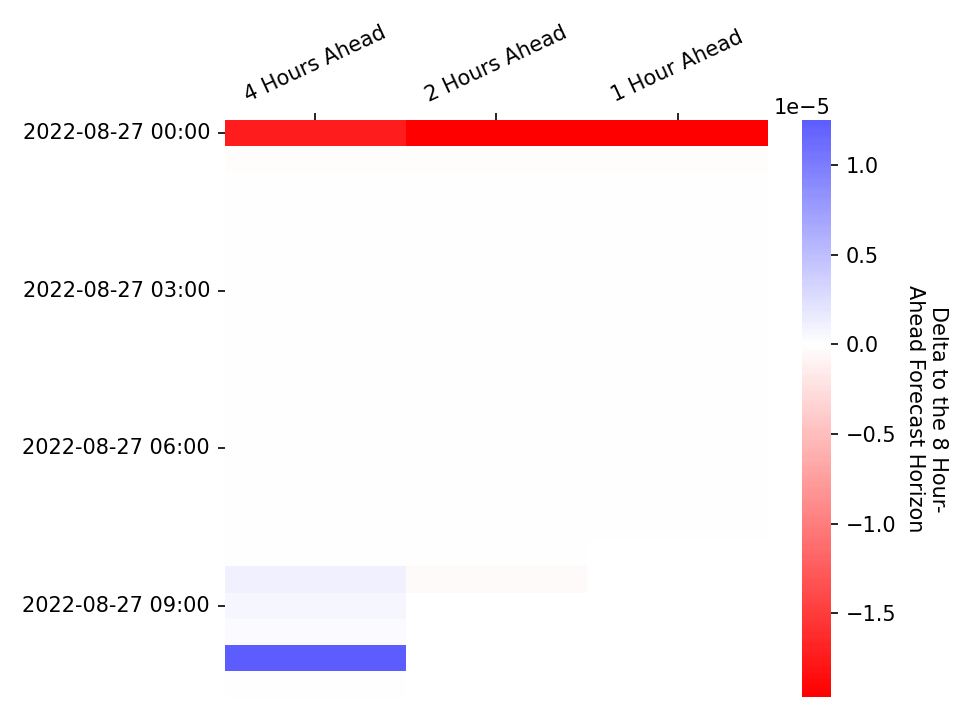 4 Hours Ahead
2 Hours Ahead
1 Hour Ahead
1e−5
2022-08-27 00:00
2022-08-27 03:00
2022-08-27 06:00
2022-08-27 09:00
1.0
0.5
0.0
−0.5
−1.0
−1.5
Delta to the 8 Hour-
Ahead Forecast Horizon